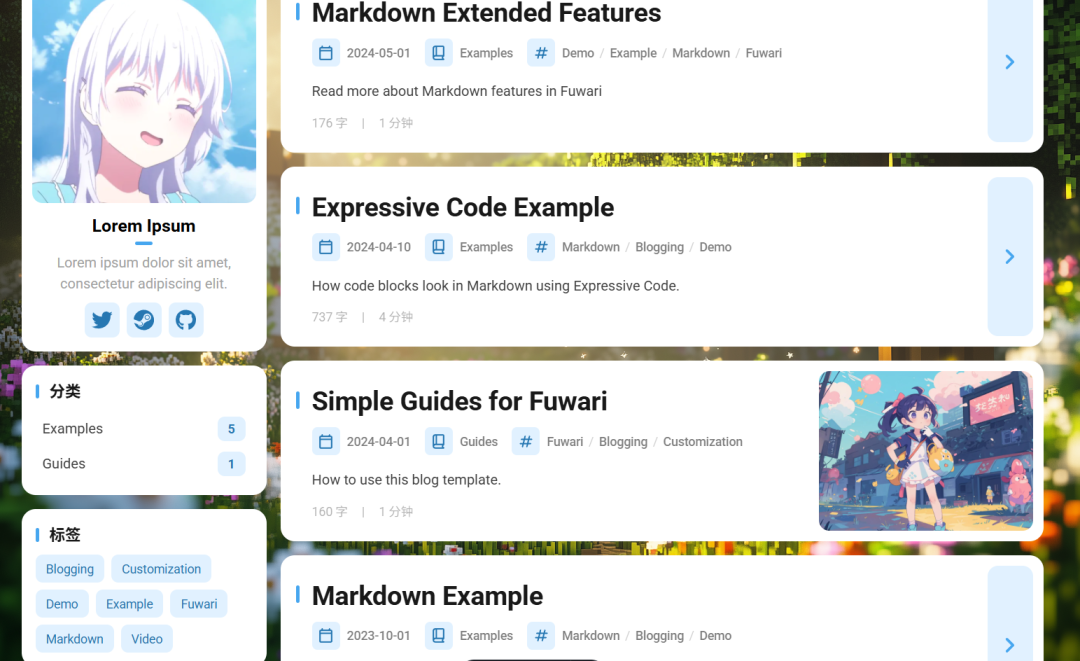 Lorem Ipsum
Lorem ipsum dolor sit amet,
consectetur adipiscing elit.
分类
Examples 5
Guides 1
标签
Blogging Customization
Demo Example Fuwari
Markdown Video
Markdown Extended Features
2024-05-01 Examples # Demo / Example / Markdown / Fuwari
Read more about Markdown features in Fuwari
176 字 | 1 分钟
Expressive Code Example
2024-04-10 Examples # Markdown / Blogging / Demo
How code blocks look in Markdown using Expressive Code.
737 字 | 4 分钟
Simple Guides for Fuwari
2024-04-01 Guides # Fuwari / Blogging / Customization
How to use this blog template.
160 字 | 1 分钟
Markdown Example
2023-10-01 Examples # Markdown / Blogging / Demo